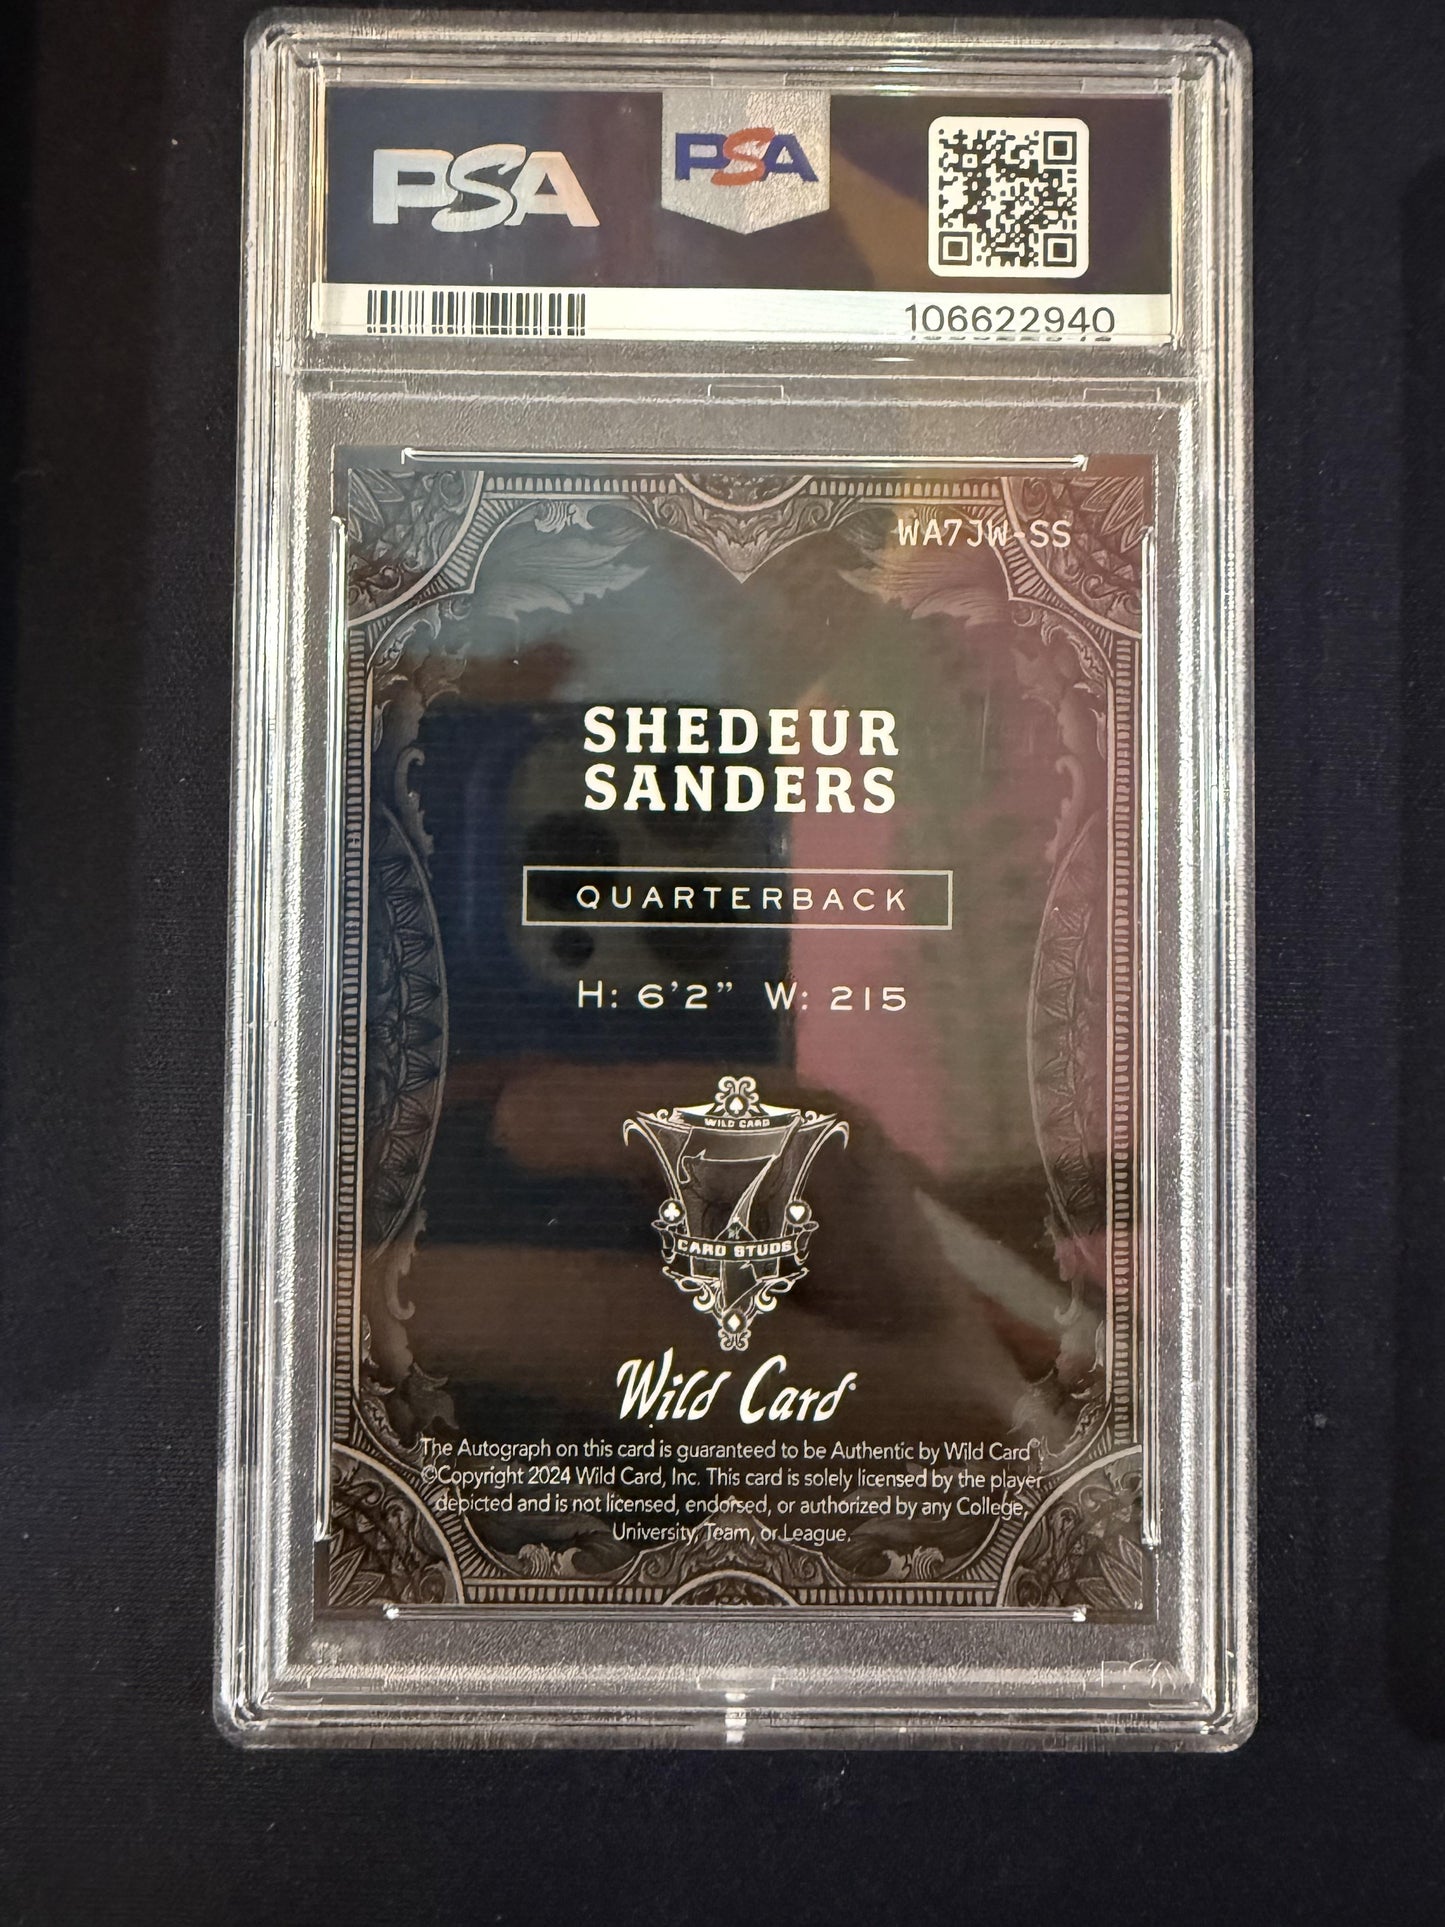 PSA
PSA
106622940
WA7JW-SS
SHEDEUR
SANDERS
QUARTERBACK
H: 6'2" W: 215
WILD CARD
7
CARD STUDS
Wild Card
The Autograph on this card is guaranteed to be Authentic by Wild Card®.
©Copyright 2024 Wild Card, Inc. This card is solely licensed by the player
depicted and is not licensed, endorsed, or authorized by any College,
University, Team, or League.
PSA